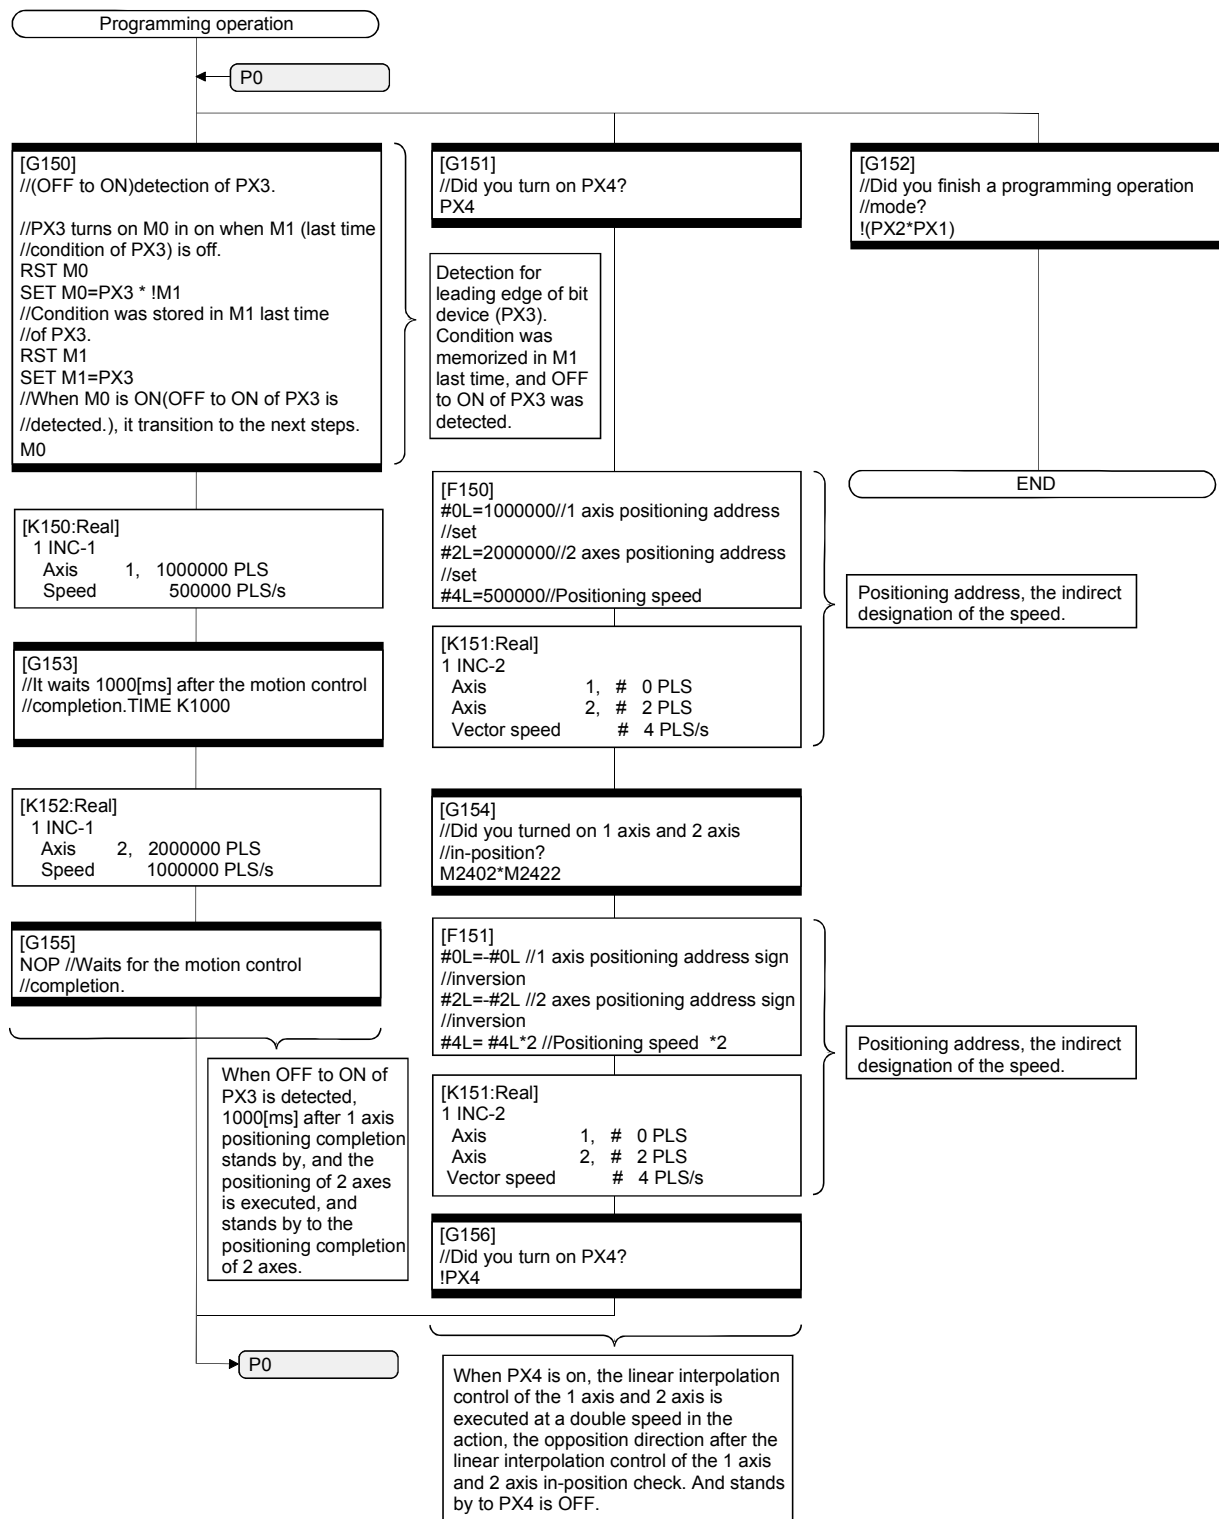 Programming operation
P0
[G150]
//(OFF to ON)detection of PX3.
//PX3 turns on M0 in on when M1 (last time
//condition of PX3) is off.
RST M0
SET M0=PX3 * !M1
//Condition was stored in M1 last time
//of PX3.
RST M1
SET M1=PX3
//When M0 is ON(OFF to ON of PX3 is
//detected.), it transition to the next steps.
M0
Detection for
leading edge of bit
device (PX3).
Condition was
memorized in M1
last time, and OFF
to ON of PX3 was
detected.
[K150:Real]
1 INC-1
Axis 1, 1000000 PLS
Speed 500000 PLS/s
[G153]
//It waits 1000[ms] after the motion control
//completion.TIME K1000
[K152:Real]
1 INC-1
Axis 2, 2000000 PLS
Speed 1000000 PLS/s
[G155]
NOP //Waits for the motion control
//completion.
When OFF to ON of
PX3 is detected,
1000[ms] after 1 axis
positioning completion
stands by, and the
positioning of 2 axes
is executed, and
stands by to the
positioning completion
of 2 axes.
[G151]
//Did you turn on PX4?
PX4
[F150]
#0L=1000000//1 axis positioning address
//set
#2L=2000000//2 axes positioning address
//set
#4L=500000//Positioning speed
[K151:Real]
1 INC-2
Axis 1, # 0 PLS
Axis 2, # 2 PLS
Vector speed # 4 PLS/s
Positioning address, the indirect
designation of the speed.
[G154]
//Did you turned on 1 axis and 2 axis
//in-position?
M2402*M2422
[F151]
#0L=-#0L //1 axis positioning address sign
//inversion
#2L=-#2L //2 axes positioning address sign
//inversion
#4L= #4L*2 //Positioning speed *2
[K151:Real]
1 INC-2
Axis 1, # 0 PLS
Axis 2, # 2 PLS
Vector speed # 4 PLS/s
Positioning address, the indirect
designation of the speed.
[G156]
//Did you turn on PX4?
!PX4
P0
When PX4 is on, the linear interpolation
control of the 1 axis and 2 axis is
executed at a double speed in the
action, the opposition direction after the
linear interpolation control of the 1 axis
and 2 axis in-position check. And stands
by to PX4 is OFF.
[G152]
//Did you finish a programming operation
//mode?
!(PX2*PX1)
END